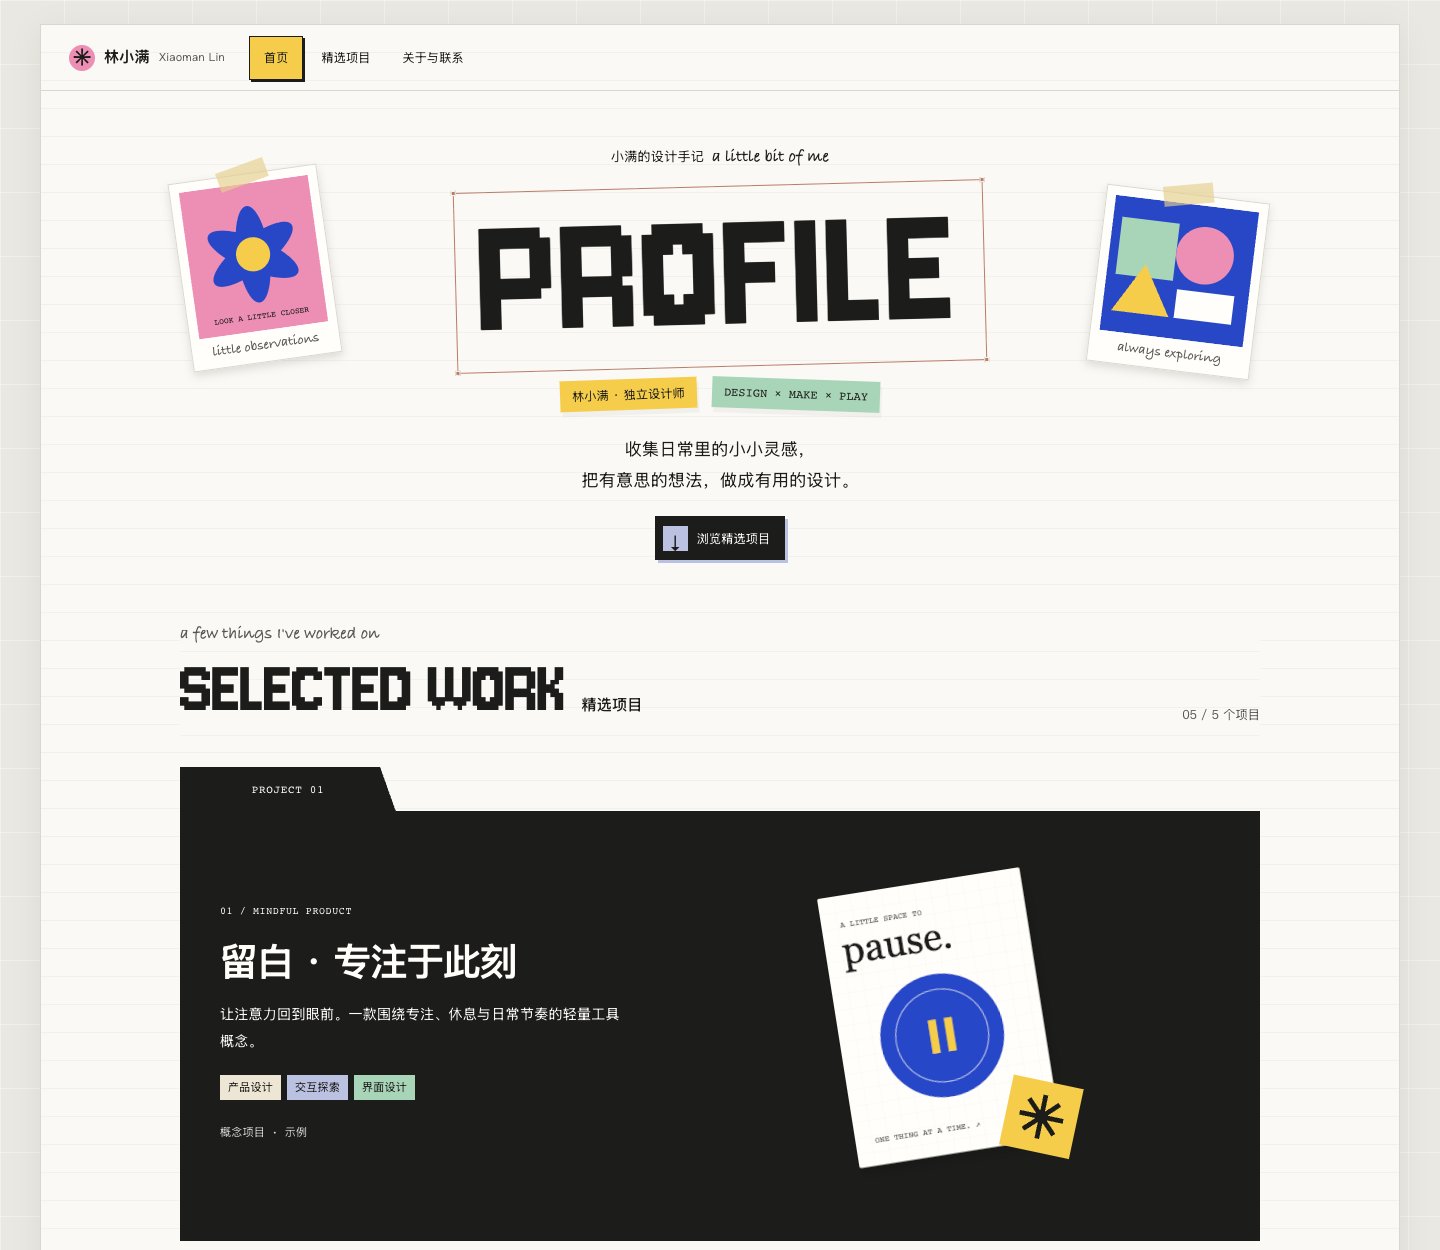 林小满 Xiaoman Lin 首页 精选项目 关于与联系
小满的设计手记 a little bit of me
PROFILE
LOOK A LITTLE CLOSER
little observations
always exploring
林小满 · 独立设计师
DESIGN × MAKE × PLAY
收集日常里的小小灵感，
把有意思的想法，做成有用的设计。
↓ 浏览精选项目
a few things I've worked on
SELECTED WORK 精选项目
05 / 5 个项目
PROJECT 01
01 / MINDFUL PRODUCT
留白 · 专注于此刻
让注意力回到眼前。一款围绕专注、休息与日常节奏的轻量工具
概念。
产品设计 交互探索 界面设计
概念项目 · 示例
A LITTLE SPACE TO
pause.
ONE THING AT A TIME. ↗